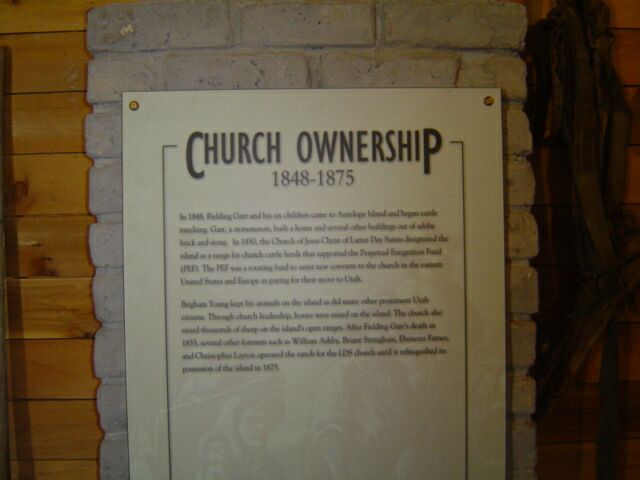 CHURCH OWNERSHIP
1848-1875
In 1848, Fielding Garr and his six children came to Antelope Island and began cattle
ranching. Garr, a stonemason, built a home and several other buildings out of adobe
brick and stone. In 1850, the Church of Jesus Christ of Latter Day Saints designated the
island as a range for church cattle herds that supported the Perpetual Emigration Fund
(PEF). The PEF was a rotating fund to assist new converts to the church in the eastern
United States and Europe in paying for their move to Utah.
Brigham Young kept his animals on the island as did many other prominent Utah
citizens. Through church leadership, horses were raised on the island. The church also
raised thousands of sheep on the island's open ranges. After Fielding Garr's death in
1855, several other foremen such as William Ashby, Briant Stringham, Ebenezer Farnes,
and Christopher Layton operated the ranch for the LDS church until it relinquished its
possession of the island in 1875.